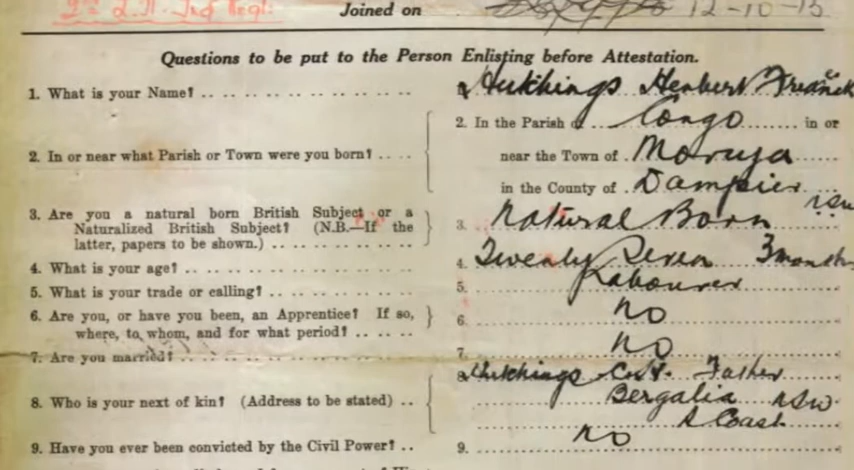 Joined on 12-10-15
Questions to be put to the Person Enlisting before Attestation.
1. What is your Name? Hutchings Herbert
2. In or near what Parish or Town were you born?
2. In the Parish of Congo in or
near the Town of Moruya
in the County of Dampier NSW
3. Are you a natural born British Subject or a
Naturalized British Subject? (N.B.—If the
latter, papers to be shown.)
3. Natural Born
4. What is your age? 4. Twenty Seven 3 months
5. What is your trade or calling? 5. Labourer
6. Are you, or have you been, an Apprentice? If so,
where, to whom, and for what period?
6. No
7. Are you married? 7. No
8. Who is your next of kin? (Address to be stated)
8. Hutchings Father
Bergalia NSW
S Coast
9. Have you ever been convicted by the Civil Power? 9. No